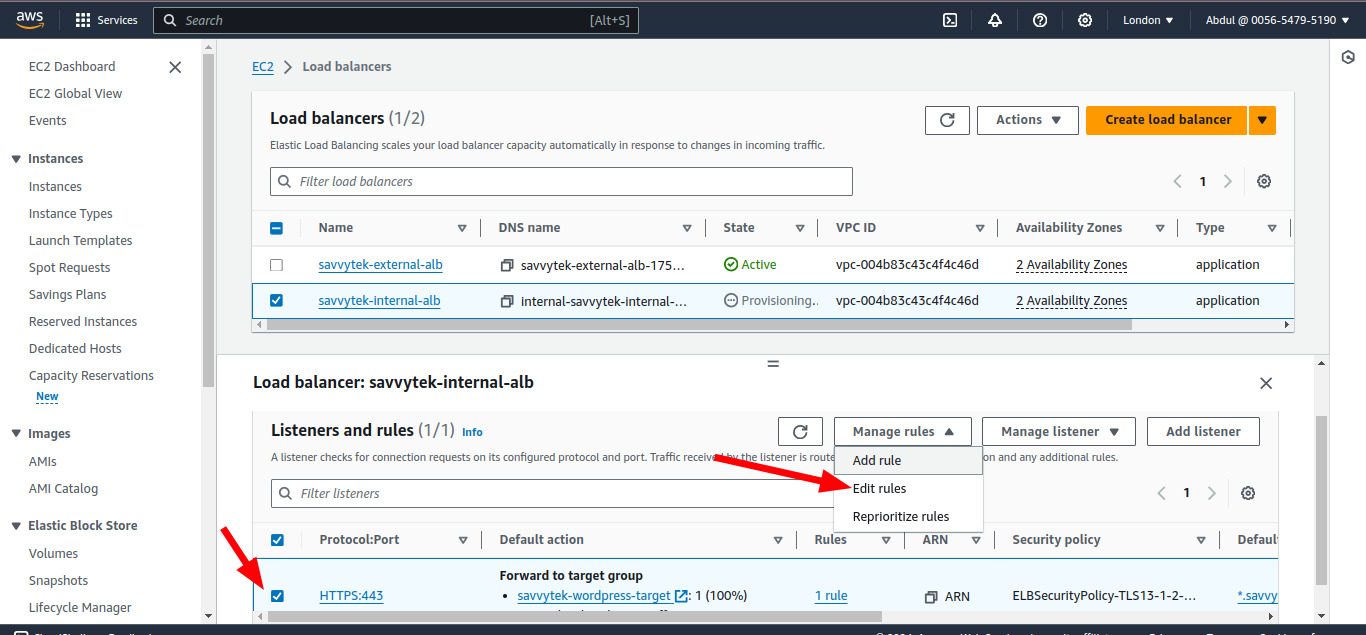 aws
Services
Search
[Alt+S]
London
Abdul @ 0056-5479-5190
EC2 Dashboard
EC2 Global View
Events
Instances
Instances
Instance Types
Launch Templates
Spot Requests
Savings Plans
Reserved Instances
Dedicated Hosts
Capacity Reservations
New
Images
AMIs
AMI Catalog
Elastic Block Store
Volumes
Snapshots
Lifecycle Manager
EC2 Load balancers
Load balancers (1/2)
Actions
Create load balancer
Elastic Load Balancing scales your load balancer capacity automatically in response to changes in incoming traffic.
Filter load balancers
1
Name DNS name State VPC ID Availability Zones Type
savvytek-external-alb savvytek-external-alb-175... Active vpc-004b83c43c4f4c46d 2 Availability Zones application
savvytek-internal-alb internal-savvytek-internal-... Provisioning.. vpc-004b83c43c4f4c46d 2 Availability Zones application
Load balancer: savvytek-internal-alb
Listeners and rules (1/1) Info
Manage rules
Manage listener
Add listener
A listener checks for connection requests on its configured protocol and port. Traffic received by the listener is route on and any additional rules.
Add rule
Edit rules
Reprioritize rules
Filter listeners
1
Protocol:Port Default action Rules ARN Security policy Defaul
Forward to target group
HTTPS:443 • savvytek-wordpress-target : 1 (100%) 1 rule ARN ELBSecurityPolicy-TLS13-1-2-... *.savvy